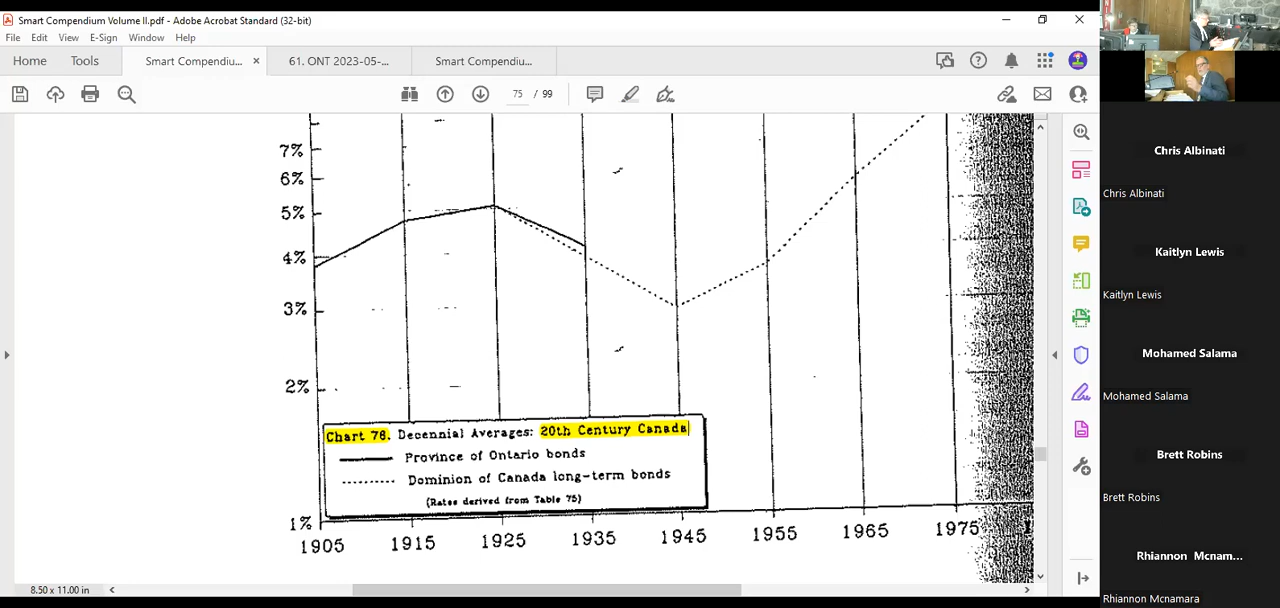 Smart Compendium Volume II.pdf - Adobe Acrobat Standard (32-bit)
File Edit View E-Sign Window Help
Home Tools Smart Compendiu... × 61. ONT 2023-05-... Smart Compendiu...
75 / 99
7%
6%
5%
4%
3%
2%
Chart 76. Decennial Averages: 20th Century Canada
Province of Ontario bonds
Dominion of Canada long-term bonds
(Rates derived from Table 75)
1%
1905 1915 1925 1935 1945 1955 1965 1975
8.50 x 11.00 in
Chris Albinati
Chris Albinati
Kaitlyn Lewis
Kaitlyn Lewis
Mohamed Salama
Mohamed Salama
Brett Robins
Brett Robins
Rhiannon Mcnam...
Rhiannon Mcnamara